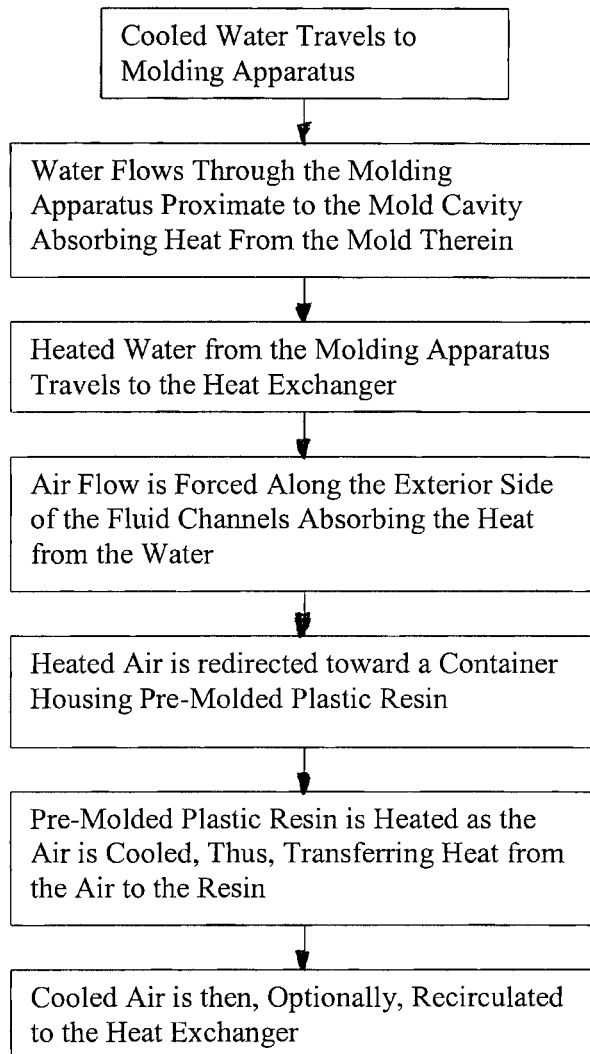 Cooled Water Travels to
Molding Apparatus
Water Flows Through the Molding
Apparatus Proximate to the Mold Cavity
Absorbing Heat From the Mold Therein
Heated Water from the Molding Apparatus
Travels to the Heat Exchanger
Air Flow is Forced Along the Exterior Side
of the Fluid Channels Absorbing the Heat
from the Water
Heated Air is redirected toward a Container
Housing Pre-Molded Plastic Resin
Pre-Molded Plastic Resin is Heated as the
Air is Cooled, Thus, Transferring Heat from
the Air to the Resin
Cooled Air is then, Optionally, Recirculated
to the Heat Exchanger